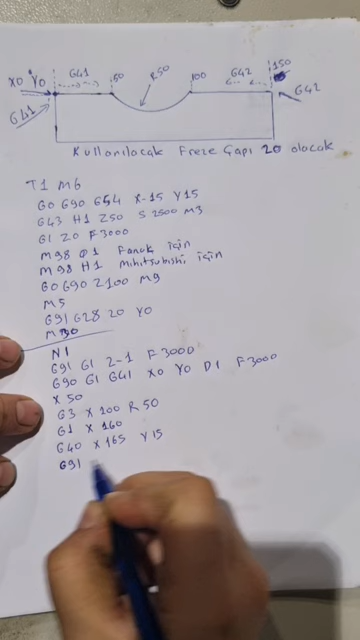 150
X0 Y0 G41 50 R50 100 G42
G41 G42
Kullanılacak Freze Çapı 20 olacak
T1 M6
G0 G90 G54 X-15 Y15
G43 H1 Z50 S2500 M3
G1 Z0 F3000
M98 P1 Fanuk için
M98 H1 Mihitsubishi için
G0 G90 Z100 M9
M5
G91 G28 Z0 Y0
M30
N1
G91 G1 Z-1 F3000
G90 G1 G41 X0 Y0 D1 F3000
X50
G3 X100 R50
G1 X160
G40 X165 Y15
G91